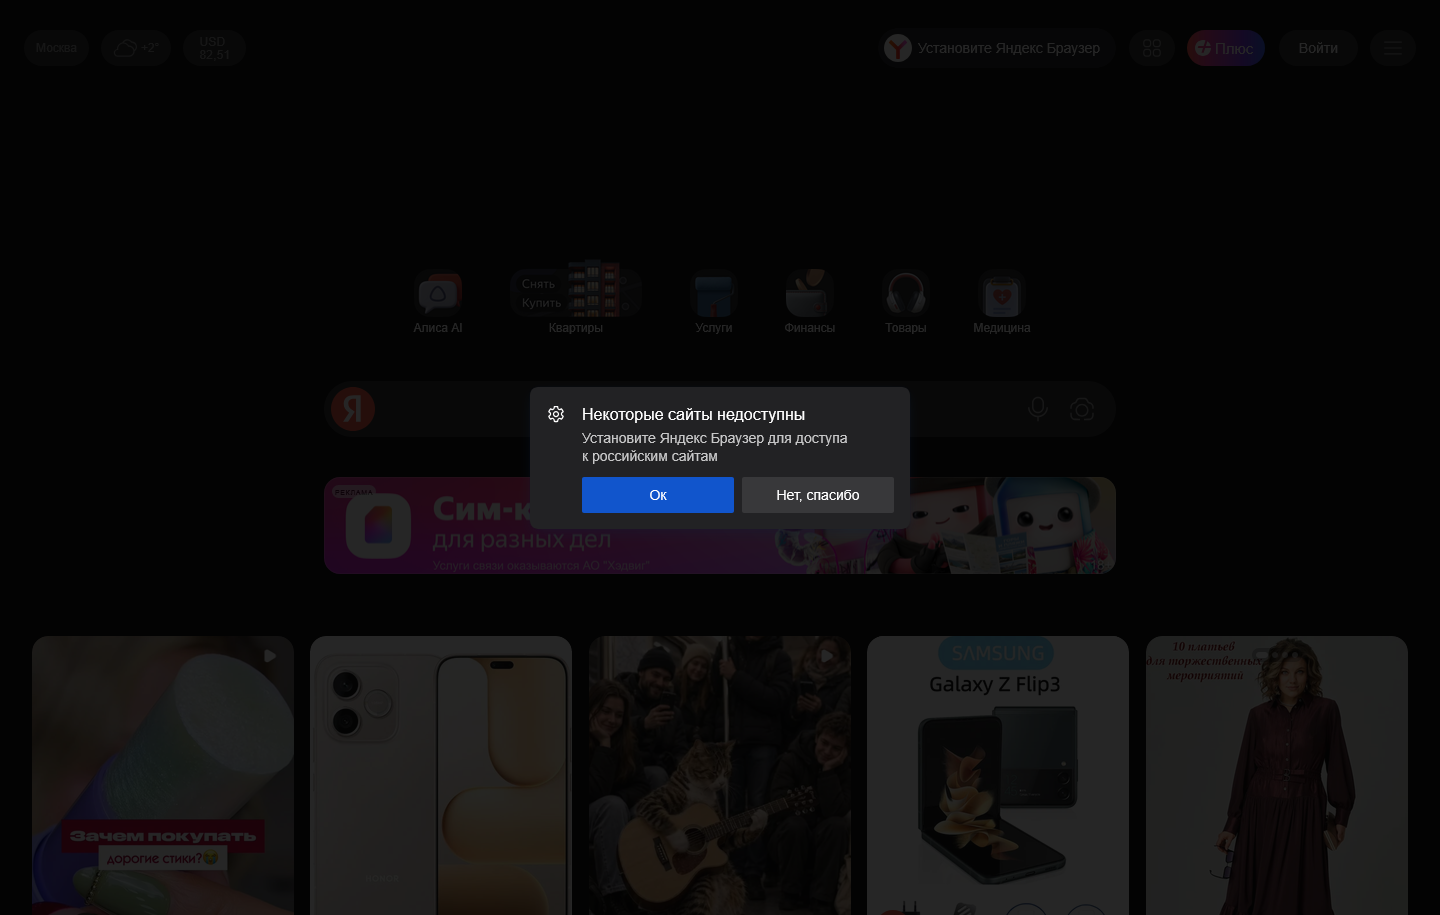 Москва
+2°
USD
82,51
Установите Яндекс Браузер
Плюс
Войти
Снять
Купить
Алиса AI
Квартиры
Услуги
Финансы
Товары
Медицина
Я
Некоторые сайты недоступны
Установите Яндекс Браузер для доступа
к российским сайтам
Ок
Нет, спасибо
РЕКЛАМА
Сим-к
для разных дел
Услуги связи оказываются АО "Хэдвиг"
Зачем покупать
дорогие стики?😭
SAMSUNG
Galaxy Z Flip3
10 платьев
для торжественных
мероприятий